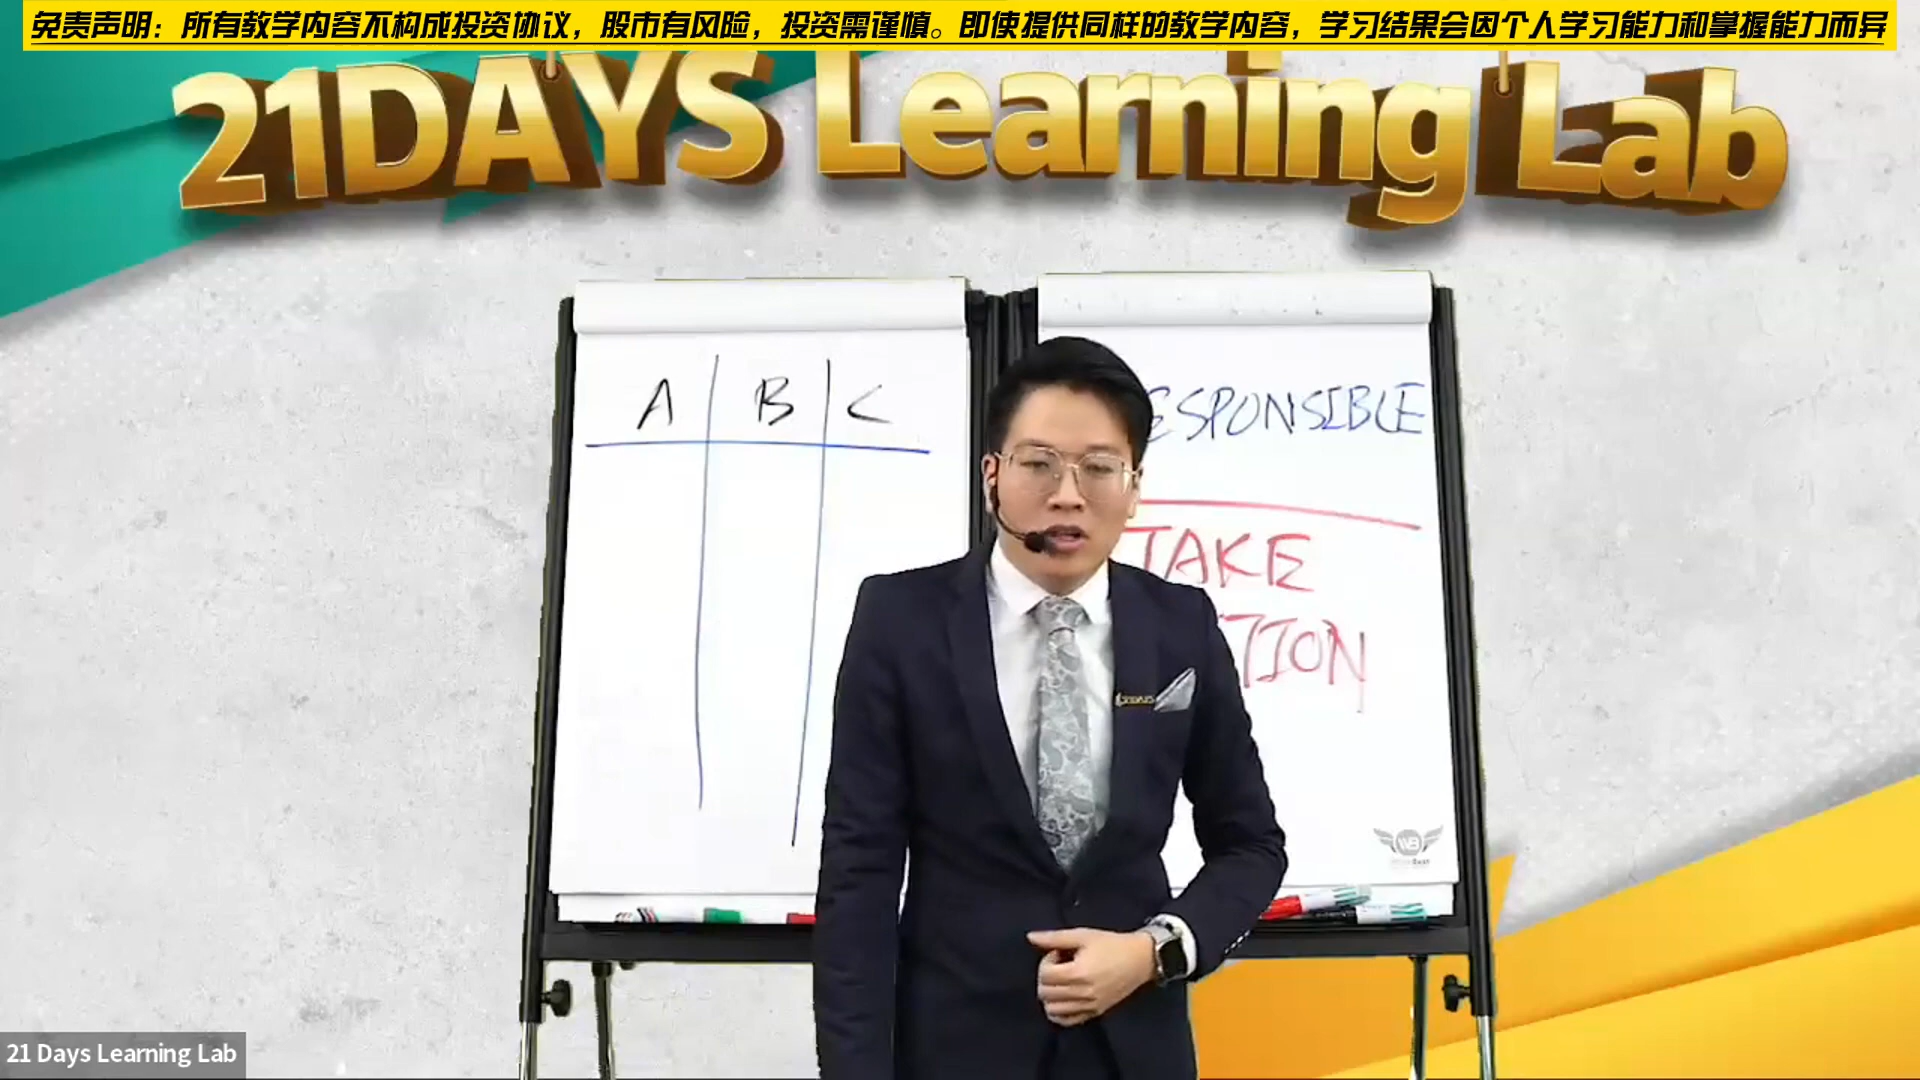 免责声明：所有教学内容不构成投资协议，股市有风险，投资需谨慎。即使提供同样的教学内容，学习结果会因个人学习能力和掌握能力而异
21DAYS Learning Lab
A B C
ESPONSIBLE
TAKE
TION
21 Days Learning Lab